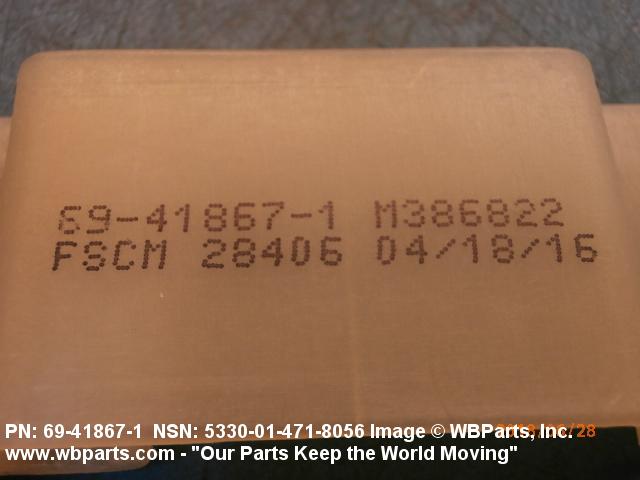 69-41867-1 M386822
FSCM 28406 04/18/16
PN: 69-41867-1 NSN: 5330-01-471-8056 Image © WBParts, Inc.
www.wbparts.com - "Our Parts Keep the World Moving"